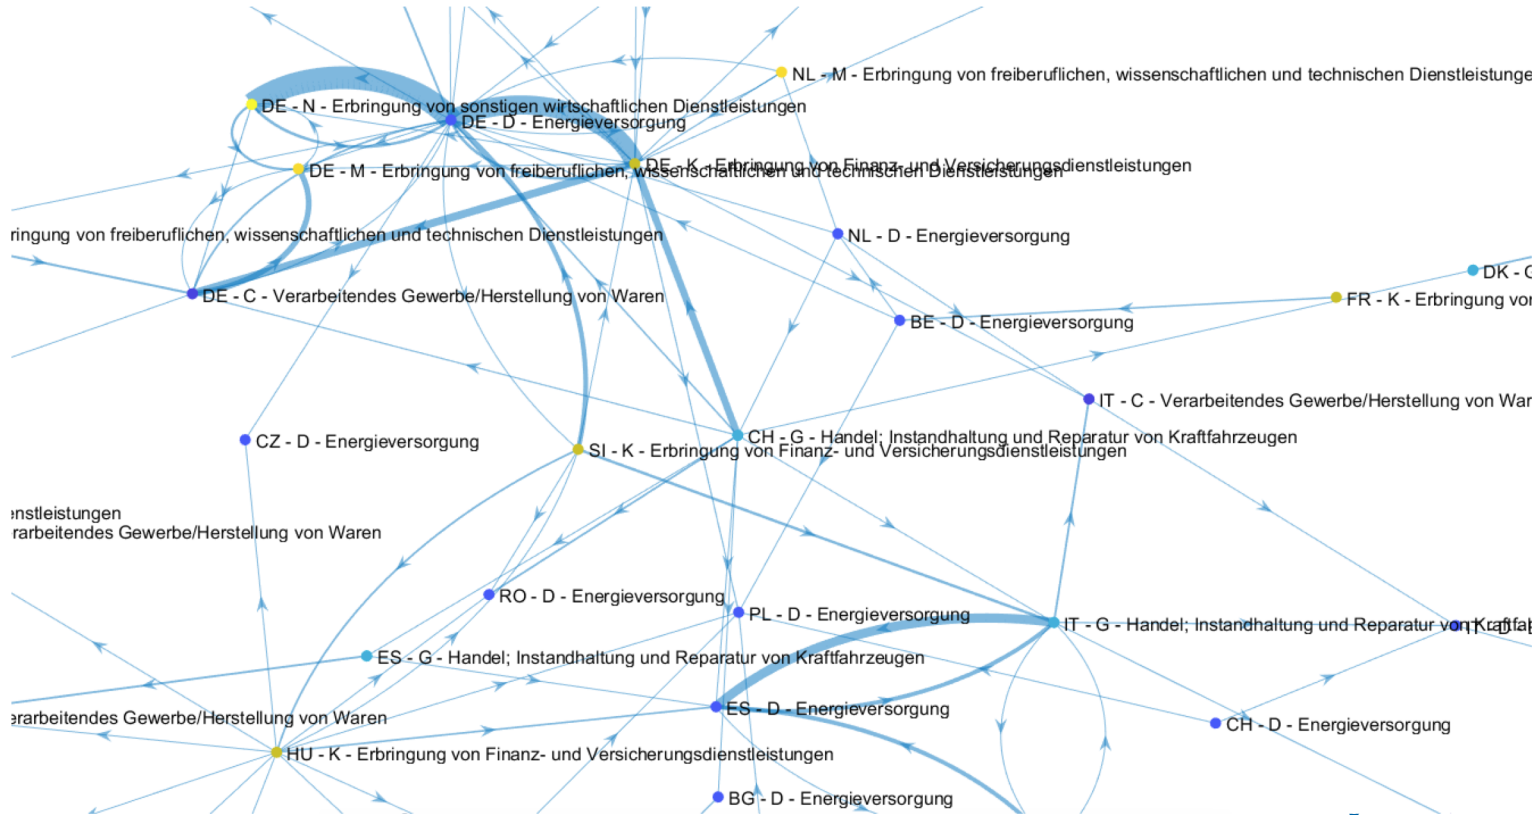 NL - M - Erbringung von freiberuflichen, wissenschaftlichen und technischen Dienstleistunge
DE - N - Erbringung von sonstigen wirtschaftlichen Dienstleistungen
DE - D - Energieversorgung
DE - K - Erbringung von Finanz- und Versicherungsdienstleistungen
DE - M - Erbringung von freiberuflichen, wissenschaftlichen und technischen Dienstleistungen
ringung von freiberuflichen, wissenschaftlichen und technischen Dienstleistungen
NL - D - Energieversorgung
DK - G
DE - C - Verarbeitendes Gewerbe/Herstellung von Waren
FR - K - Erbringung vo
BE - D - Energieversorgung
IT - C - Verarbeitendes Gewerbe/Herstellung von War
CH - G - Handel; Instandhaltung und Reparatur von Kraftfahrzeugen
CZ - D - Energieversorgung
SI - K - Erbringung von Finanz- und Versicherungsdienstleistungen
enstleistungen
rarbeitendes Gewerbe/Herstellung von Waren
RO - D - Energieversorgung
PL - D - Energieversorgung
IT - G - Handel; Instandhaltung und Reparatur von
ES - G - Handel; Instandhaltung und Reparatur von Kraftfahrzeugen
ES - D - Energieversorgung
erarbeitendes Gewerbe/Herstellung von Waren
CH - D - Energieversorgung
HU - K - Erbringung von Finanz- und Versicherungsdienstleistungen
BG - D - Energieversorgung